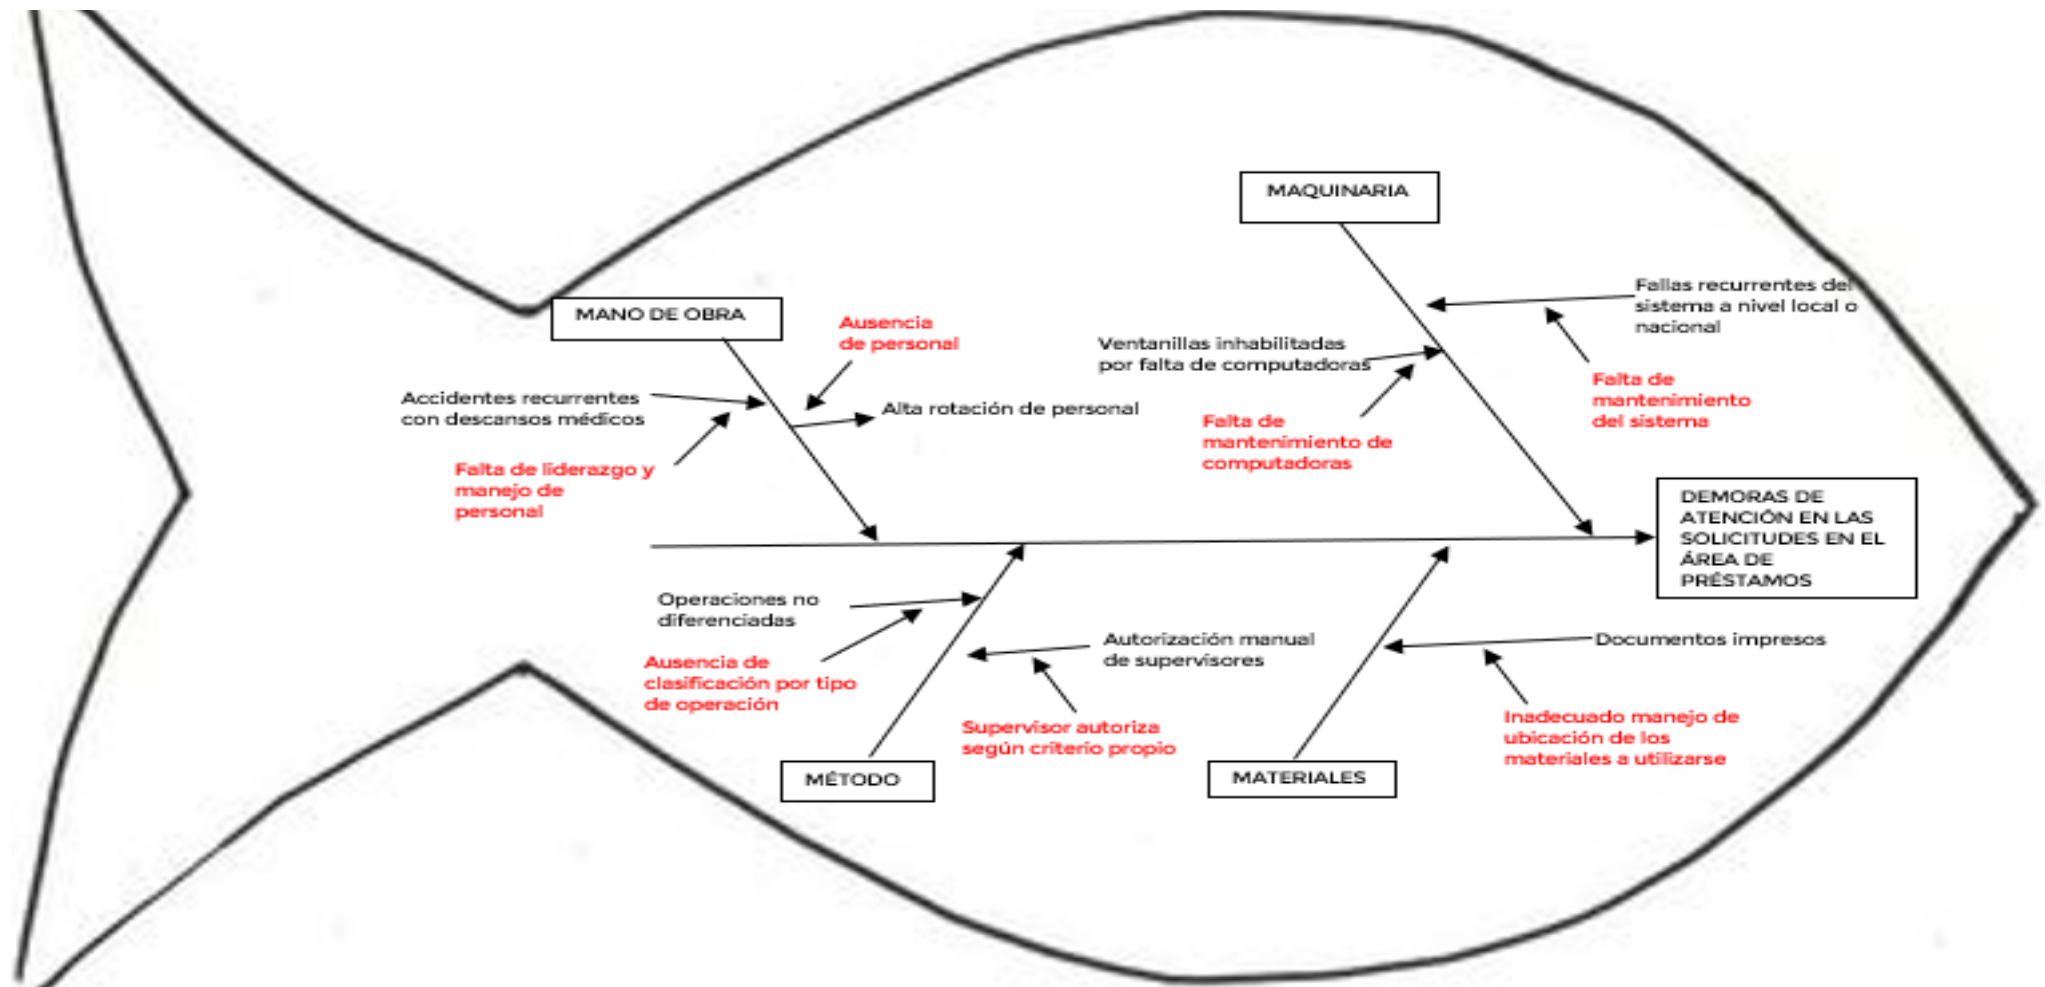 MAQUINARIA
Fallas recurrentes del
sistema a nivel local o
nacional
Ventanillas inhabilitadas
por falta de computadoras
Falta de
mantenimiento
del sistema
Falta de
mantenimiento de
computadoras
MANO DE OBRA
Ausencia
de personal
Accidentes recurrentes
con descansos médicos
Alta rotación de personal
Falta de liderazgo y
manejo de
personal
DEMORAS DE
ATENCIÓN EN LAS
SOLICITUDES EN EL
ÁREA DE
PRÉSTAMOS
Operaciones no
diferenciadas
Ausencia de
clasificación por tipo
de operación
Autorización manual
de supervisores
Supervisor autoriza
según criterio propio
MÉTODO
Documentos impresos
Inadecuado manejo de
ubicación de los
materiales a utilizarse
MATERIALES